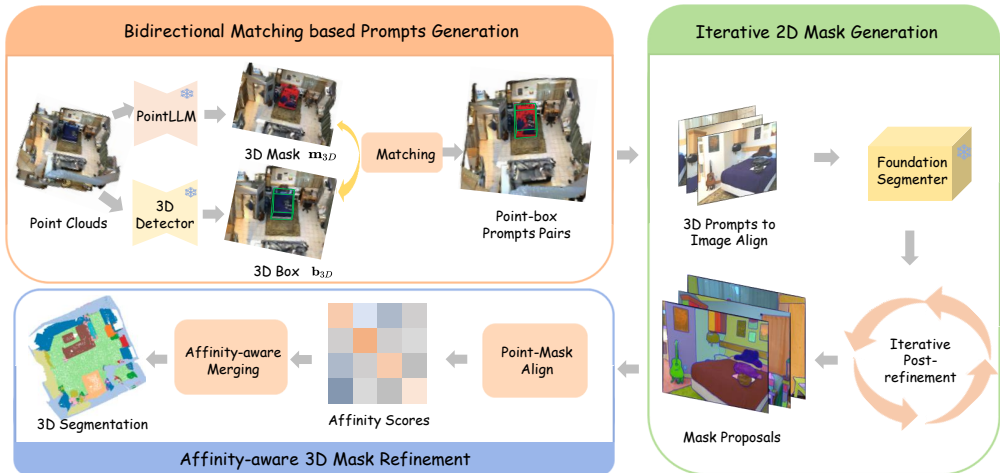 Bidirectional Matching based Prompts Generation
PointLLM
3D Mask m3D
Matching
Point Clouds
3D
Detector
3D Box b3D
Point-box
Prompts Pairs
Iterative 2D Mask Generation
3D Prompts to
Image Align
Foundation
Segmenter
Iterative
Post-
refinement
Mask Proposals
Point-Mask
Align
Affinity Scores
Affinity-aware
Merging
3D Segmentation
Affinity-aware 3D Mask Refinement